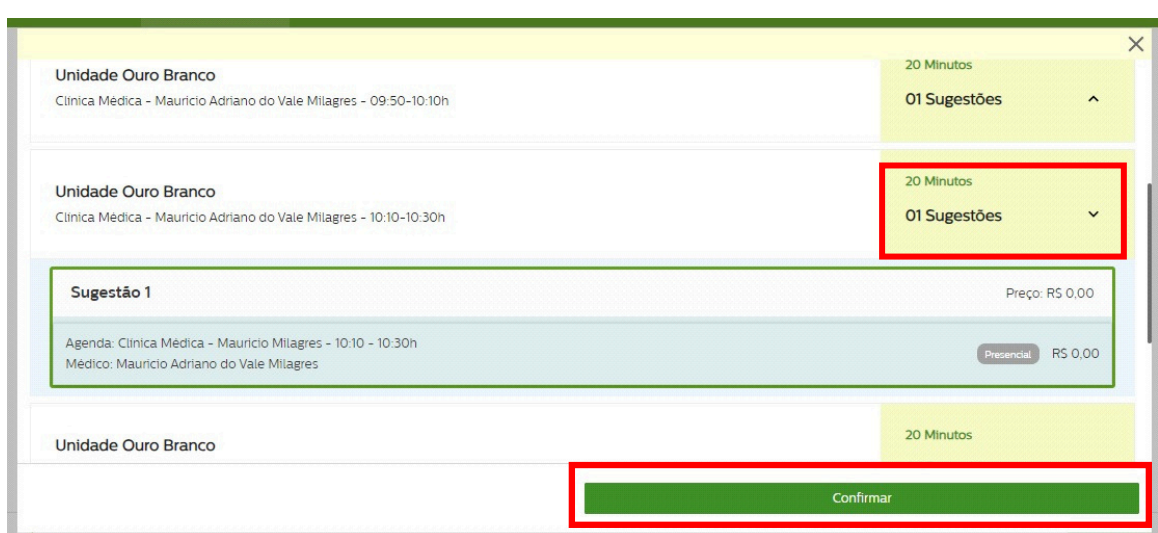 20 Minutos
Unidade Ouro Branco
01 Sugestões
Clínica Médica - Mauricio Adriano do Vale Milagres - 09:50-10:10h
20 Minutos
Unidade Ouro Branco
01 Sugestões
Clínica Médica - Mauricio Adriano do Vale Milagres - 10:10-10:30h
Sugestão 1
Preço: R$ 0,00
Agenda: Clínica Médica - Mauricio Milagres - 10:10 - 10:30h
Médico: Mauricio Adriano do Vale Milagres
Presencial R$ 0,00
20 Minutos
Unidade Ouro Branco
Confirmar